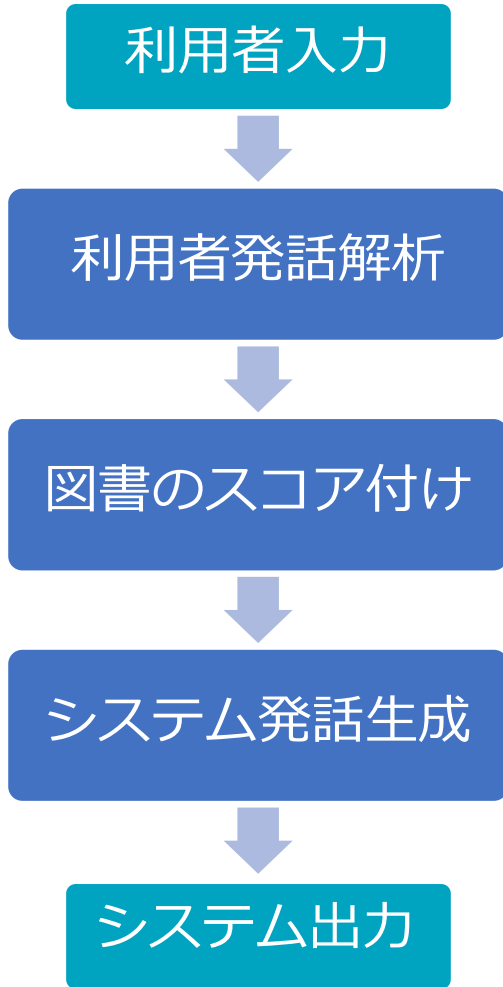 利用者入力
利用者発話解析
図書のスコア付け
システム発話生成
システム出力